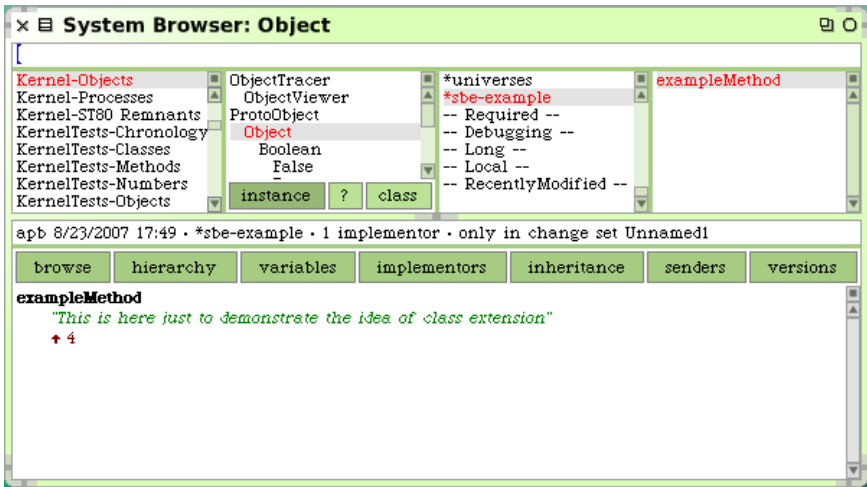 System Browser: Object
Kernel-Objects
Kernel-Processes
Kernel-ST80 Remnants
KernelTests-Chronology
KernelTests-Classes
KernelTests-Methods
KernelTests-Numbers
KernelTests-Objects
ObjectTracer
ObjectViewer
ProtoObject
Object
Boolean
False
instance ? class
*universes
*sbe-example
-- Required --
-- Debugging --
-- Long --
-- Local --
-- RecentlyModified --
exampleMethod
apb 8/23/2007 17:49 · *sbe-example · 1 implementor · only in change set Unnamed1
browse hierarchy variables implementors inheritance senders versions
exampleMethod
"This is here just to demonstrate the idea of class extension"
↑ 4